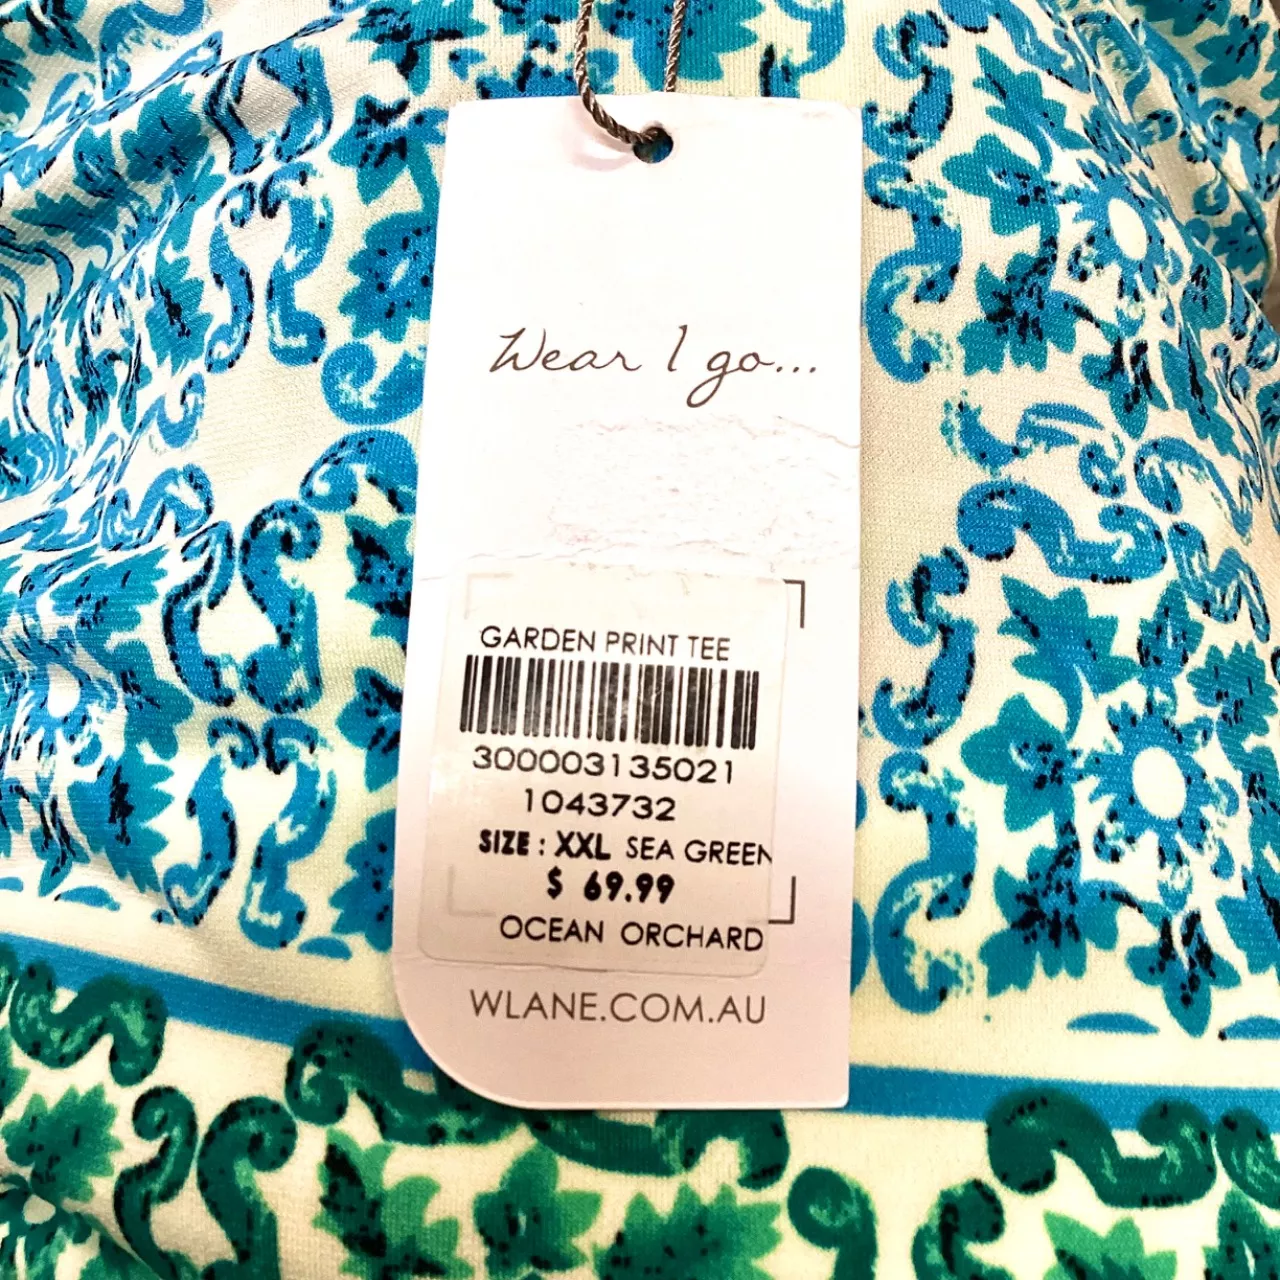 Wear I go...
GARDEN PRINT TEE
300003135021
1043732
SIZE : XXL SEA GREEN
$ 69.99
OCEAN ORCHARD
WLANE.COM.AU